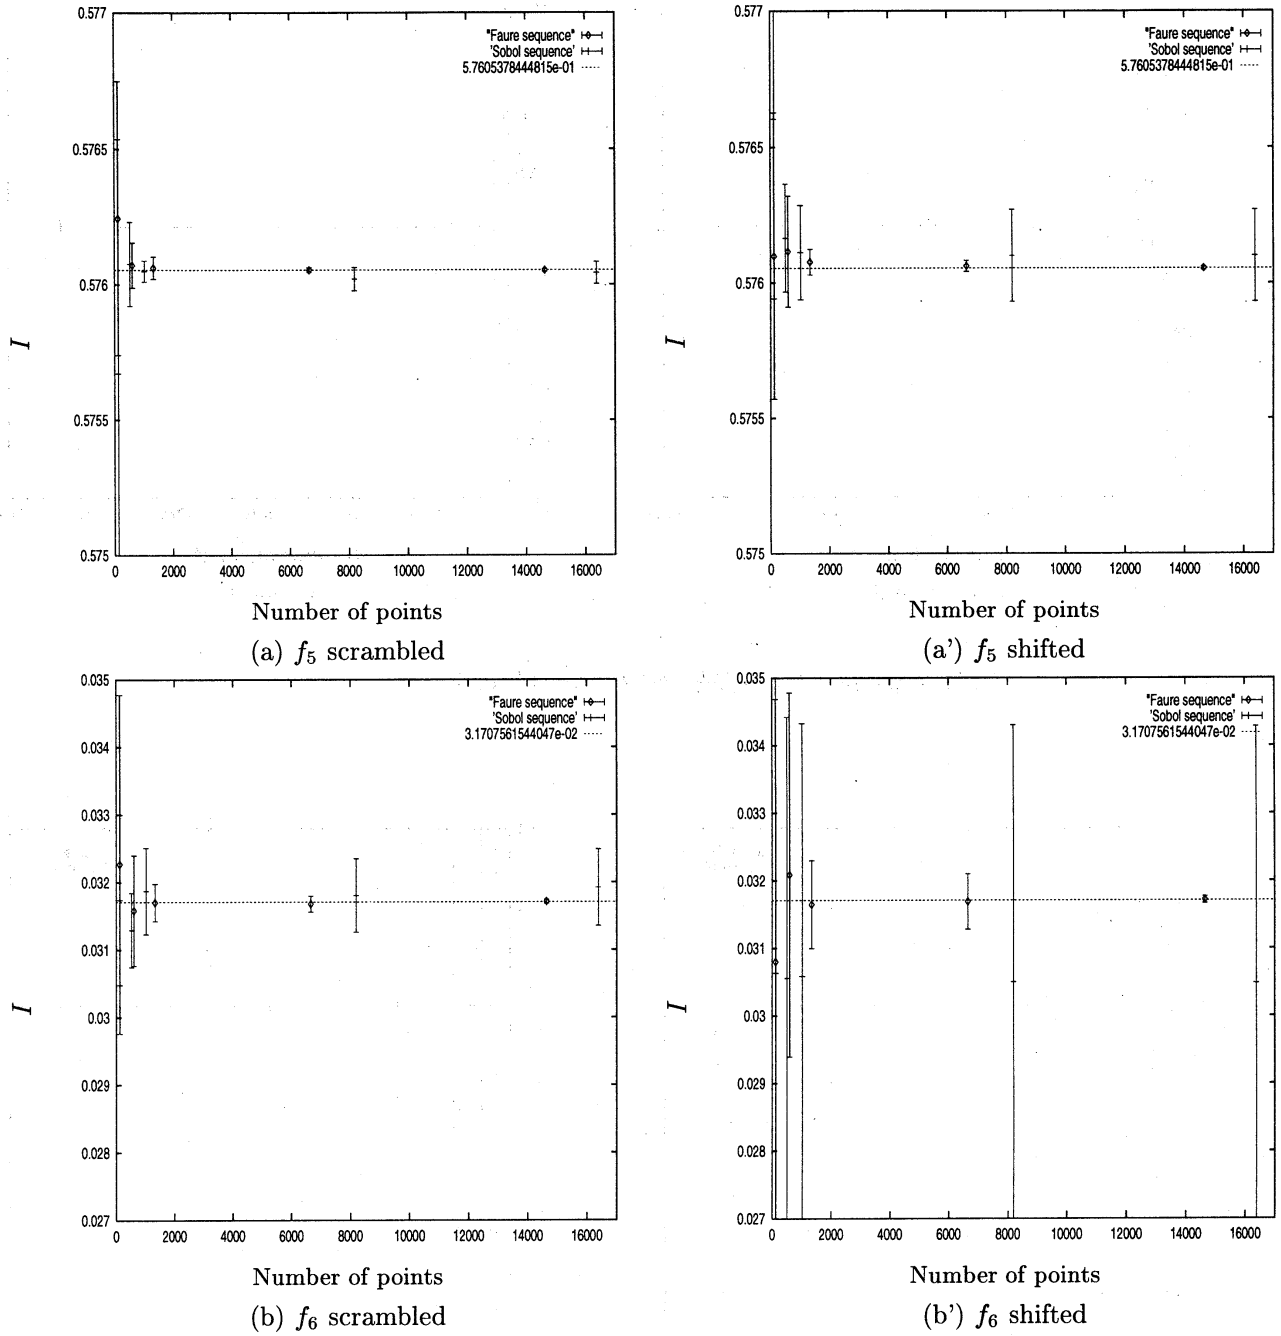 0.577
"Faure sequence"
'Sobol sequence'
5.7605378444815e-01
0.5765
0.576
I
0.5755
0.575
0 2000 4000 6000 8000 10000 12000 14000 16000
Number of points
(a) f5 scrambled
0.577
"Faure sequence"
'Sobol sequence'
5.7605378444815e-01
0.5765
0.576
I
0.5755
0.575
0 2000 4000 6000 8000 10000 12000 14000 16000
Number of points
(a') f5 shifted
0.035
"Faure sequence"
'Sobol sequence'
3.1707561544047e-02
0.034
0.033
0.032
0.031
I
0.03
0.029
0.028
0.027
0 2000 4000 6000 8000 10000 12000 14000 16000
Number of points
(b) f6 scrambled
0.035
"Faure sequence"
'Sobol sequence'
3.1707561544047e-02
0.034
0.033
0.032
0.031
I
0.03
0.029
0.028
0.027
0 2000 4000 6000 8000 10000 12000 14000 16000
Number of points
(b') f6 shifted